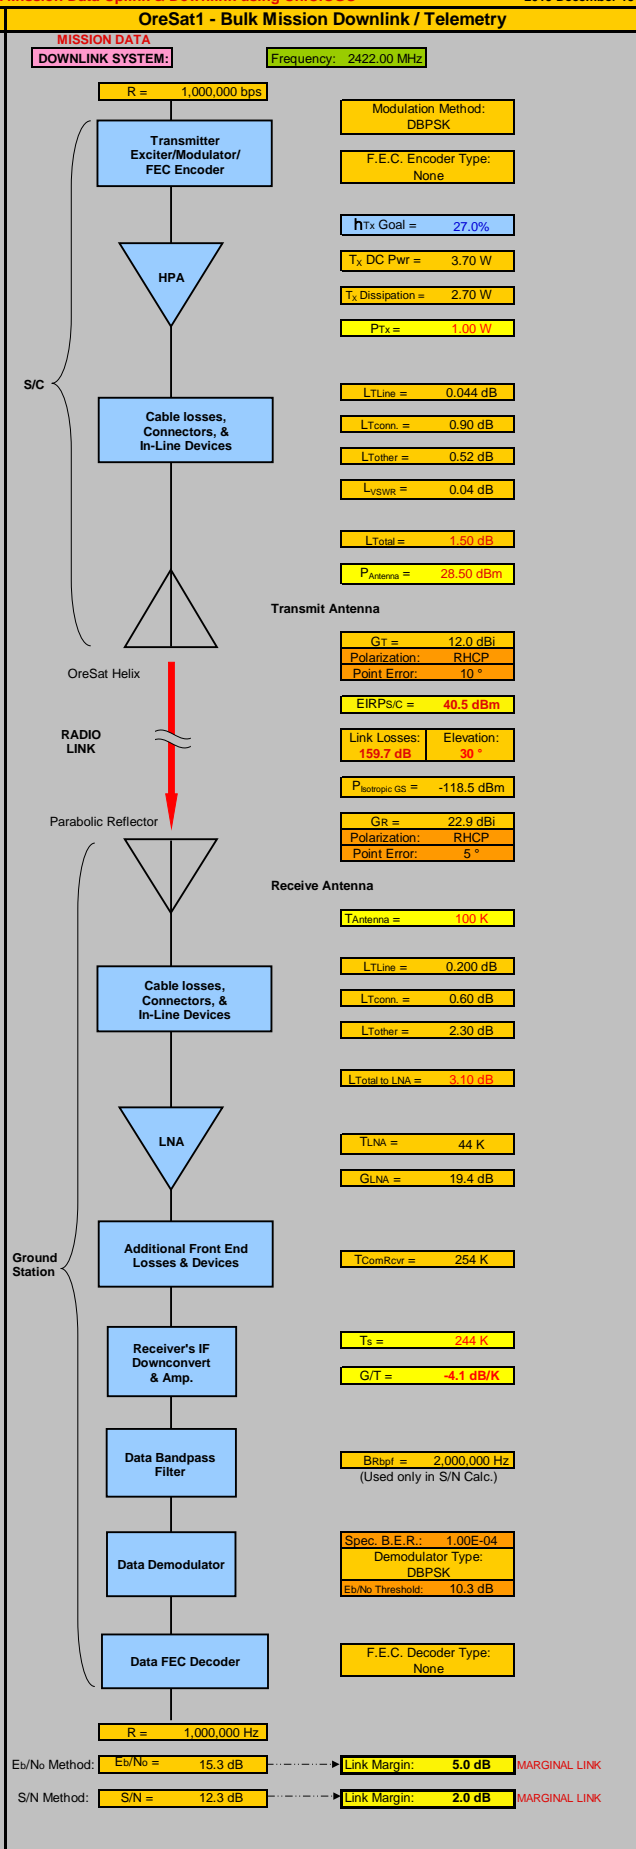 OreSat1 - Bulk Mission Downlink / Telemetry
MISSION DATA
DOWNLINK SYSTEM:
Frequency: 2422.00 MHz
R = 1,000,000 bps
Modulation Method:
DBPSK
Transmitter
Exciter/Modulator/
FEC Encoder
F.E.C. Encoder Type:
None
hTx Goal = 27.0%
HPA
TX DC Pwr = 3.70 W
TX Dissipation = 2.70 W
PTx = 1.00 W
S/C
Cable losses,
Connectors, &
In-Line Devices
LTLine = 0.044 dB
LTconn. = 0.90 dB
LTother = 0.52 dB
LVSWR = 0.04 dB
LTotal = 1.50 dB
PAntenna = 28.50 dBm
Transmit Antenna
OreSat Helix
GT = 12.0 dBi
Polarization: RHCP
Point Error: 10 °
EIRPS/C = 40.5 dBm
RADIO
LINK
Link Losses: Elevation:
159.7 dB 30 °
PIsotropic GS = -118.5 dBm
Parabolic Reflector
GR = 22.9 dBi
Polarization: RHCP
Point Error: 5 °
Receive Antenna
TAntenna = 100 K
Cable losses,
Connectors, &
In-Line Devices
LTLine = 0.200 dB
LTconn. = 0.60 dB
LTother = 2.30 dB
LTotal to LNA = 3.10 dB
LNA
TLNA = 44 K
GLNA = 19.4 dB
Ground
Station
Additional Front End
Losses & Devices
TComRcvr = 254 K
Receiver's IF
Downconvert
& Amp.
Ts = 244 K
G/T = -4.1 dB/K
Data Bandpass
Filter
BRbpf = 2,000,000 Hz
(Used only in S/N Calc.)
Data Demodulator
Spec. B.E.R.: 1.00E-04
Demodulator Type:
DBPSK
Eb/No Threshold: 10.3 dB
Data FEC Decoder
F.E.C. Decoder Type:
None
R = 1,000,000 Hz
Eb/No Method: Eb/No = 15.3 dB Link Margin: 5.0 dB MARGINAL LINK
S/N Method: S/N = 12.3 dB Link Margin: 2.0 dB MARGINAL LINK